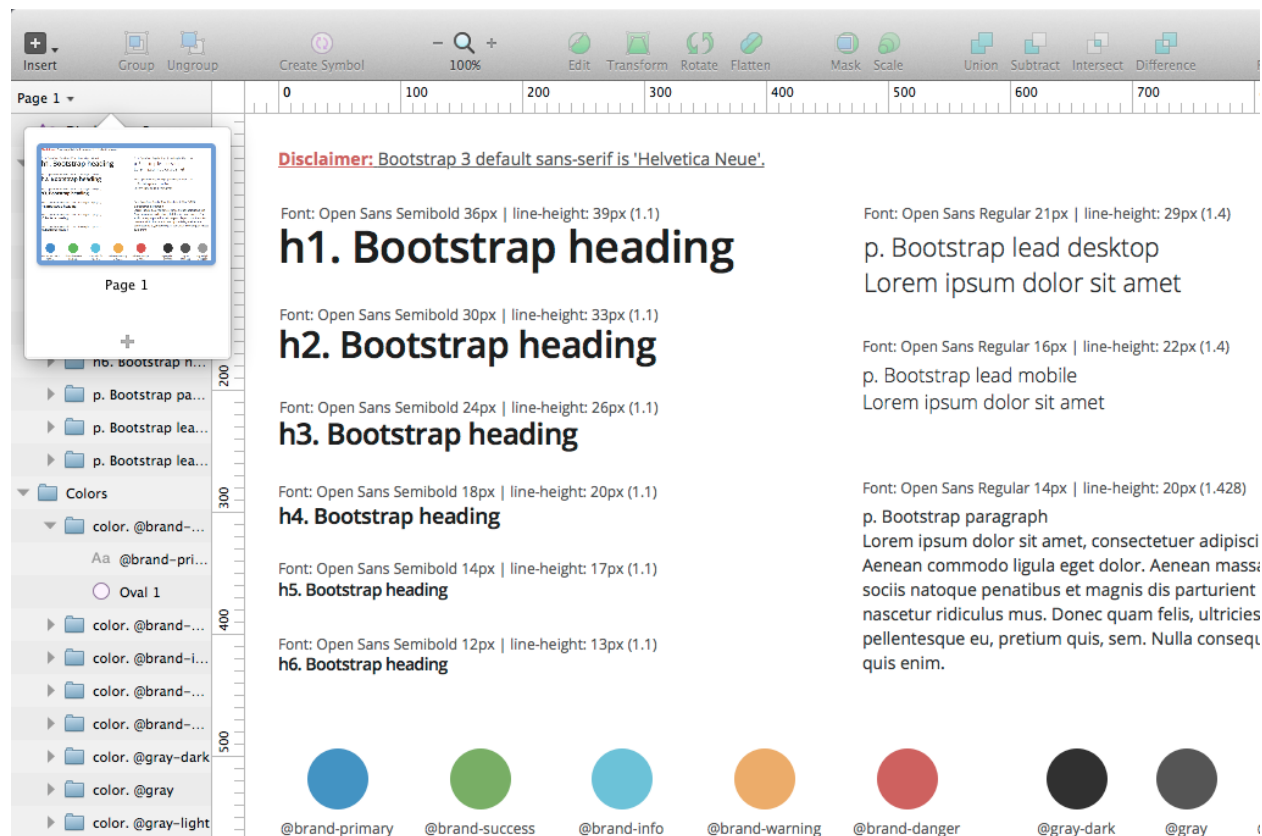 Insert
Group
Ungroup
Create Symbol
100%
Edit
Transform
Rotate
Flatten
Mask
Scale
Union
Subtract
Intersect
Difference
Page 1
0
100
200
300
400
500
600
700
Page 1
h6. Bootstrap h...
p. Bootstrap pa...
p. Bootstrap lea...
p. Bootstrap lea...
Colors
color. @brand-...
Aa @brand-pri...
Oval 1
color. @brand-...
color. @brand-i...
color. @brand-...
color. @brand-...
color. @gray-dark
color. @gray
color. @gray-light
200
300
400
500
Disclaimer: Bootstrap 3 default sans-serif is 'Helvetica Neue'.
Font: Open Sans Semibold 36px | line-height: 39px (1.1)
h1. Bootstrap heading
Font: Open Sans Semibold 30px | line-height: 33px (1.1)
h2. Bootstrap heading
Font: Open Sans Semibold 24px | line-height: 26px (1.1)
h3. Bootstrap heading
Font: Open Sans Semibold 18px | line-height: 20px (1.1)
h4. Bootstrap heading
Font: Open Sans Semibold 14px | line-height: 17px (1.1)
h5. Bootstrap heading
Font: Open Sans Semibold 12px | line-height: 13px (1.1)
h6. Bootstrap heading
Font: Open Sans Regular 21px | line-height: 29px (1.4)
p. Bootstrap lead desktop
Lorem ipsum dolor sit amet
Font: Open Sans Regular 16px | line-height: 22px (1.4)
p. Bootstrap lead mobile
Lorem ipsum dolor sit amet
Font: Open Sans Regular 14px | line-height: 20px (1.428)
p. Bootstrap paragraph
Lorem ipsum dolor sit amet, consectetuer adipisci
Aenean commodo ligula eget dolor. Aenean massa
sociis natoque penatibus et magnis dis parturient
nascetur ridiculus mus. Donec quam felis, ultricies
pellentesque eu, pretium quis, sem. Nulla consequ
quis enim.
@brand-primary
@brand-success
@brand-info
@brand-warning
@brand-danger
@gray-dark
@gray